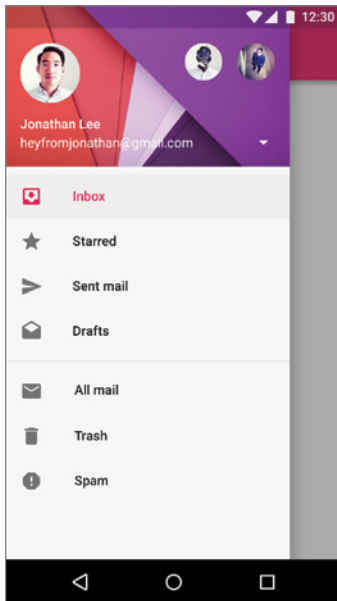 12:30
Jonathan Lee
heyfromjonathan@gmail.com
Inbox
Starred
Sent mail
Drafts
All mail
Trash
Spam